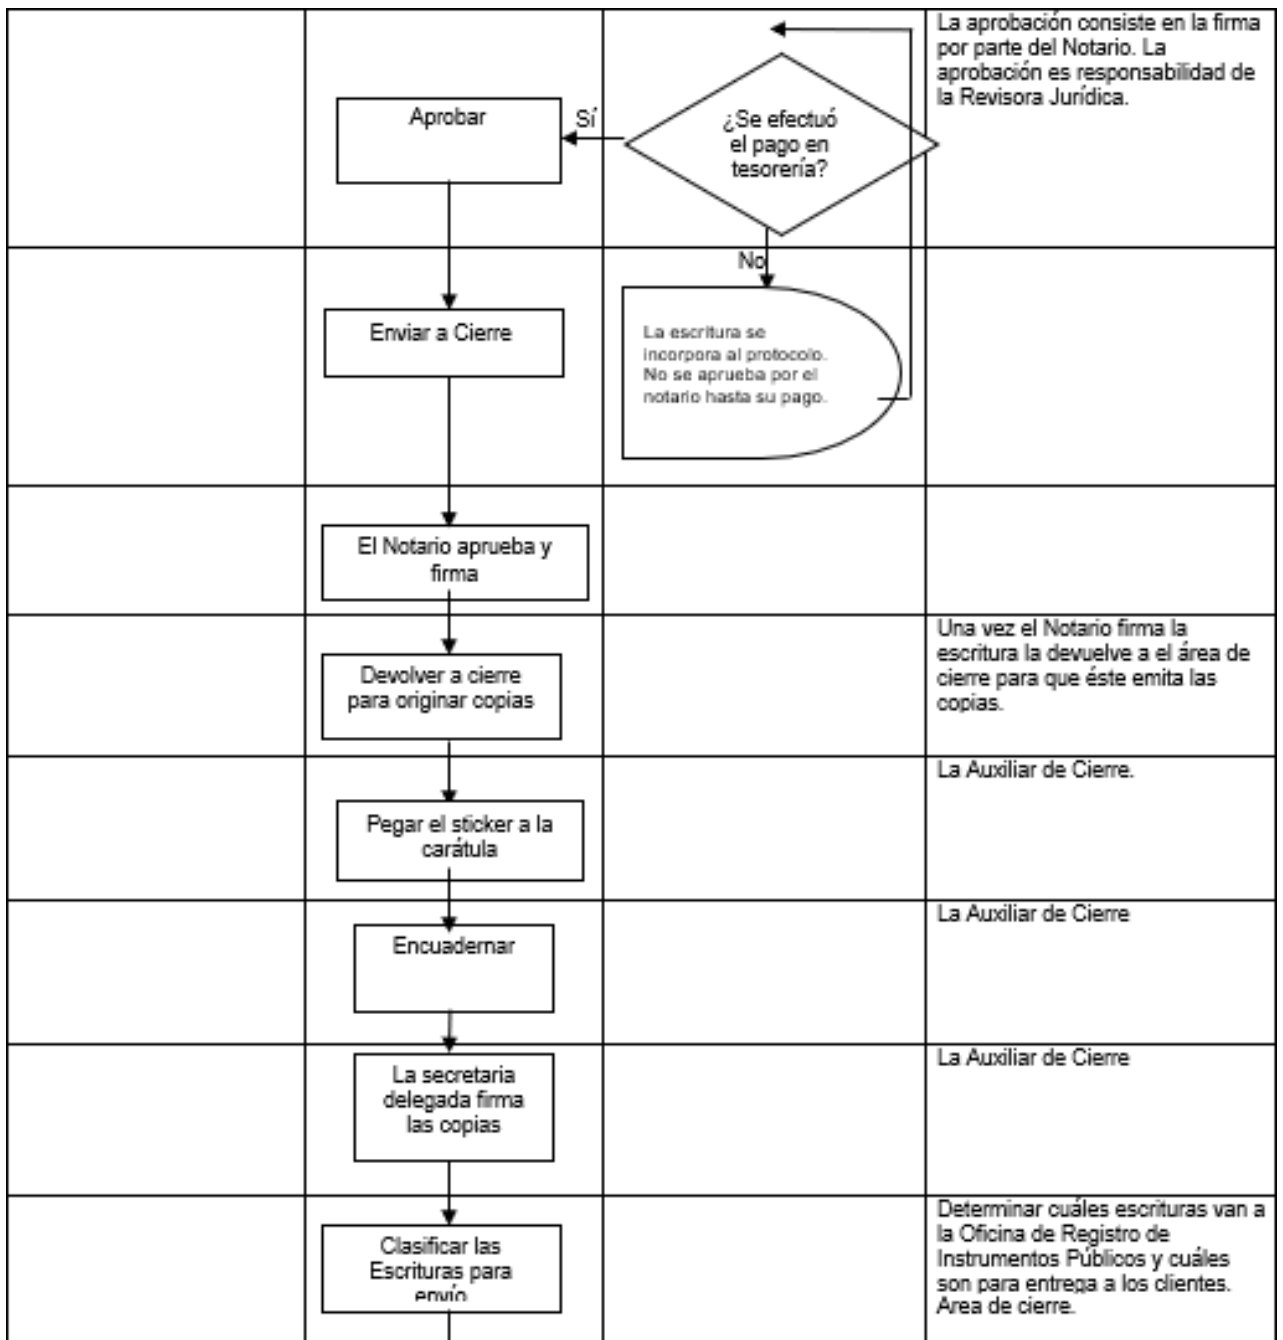 La aprobación consiste en la firma
por parte del Notario. La
aprobación es responsabilidad de
la Revisora Jurídica.
Aprobar
Sí
¿Se efectuó
el pago en
tesorería?
No
Enviar a Cierre
La escritura se
incorpora al protocolo.
No se aprueba por el
notario hasta su pago.
El Notario aprueba y
firma
Una vez el Notario firma la
escritura la devuelve a el área de
cierre para que éste emita las
copias.
Devolver a cierre
para originar copias
La Auxiliar de Cierre.
Pegar el sticker a la
carátula
La Auxiliar de Cierre
Encuadernar
La Auxiliar de Cierre
La secretaria
delegada firma
las copias
Determinar cuáles escrituras van a
la Oficina de Registro de
Instrumentos Públicos y cuáles
son para entrega a los clientes.
Area de cierre.
Clasificar las
Escrituras para
envío